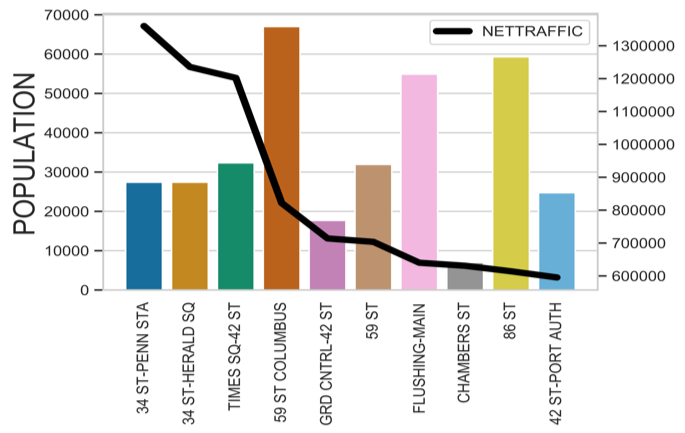 70000
60000
50000
40000
30000
20000
10000
0
POPULATION
NETTRAFFIC
1300000
1200000
1100000
1000000
900000
800000
700000
600000
34 ST-PENN STA
34 ST-HERALD SQ
TIMES SQ-42 ST
59 ST COLUMBUS
GRD CNTRL-42 ST
59 ST
FLUSHING-MAIN
CHAMBERS ST
86 ST
42 ST-PORT AUTH